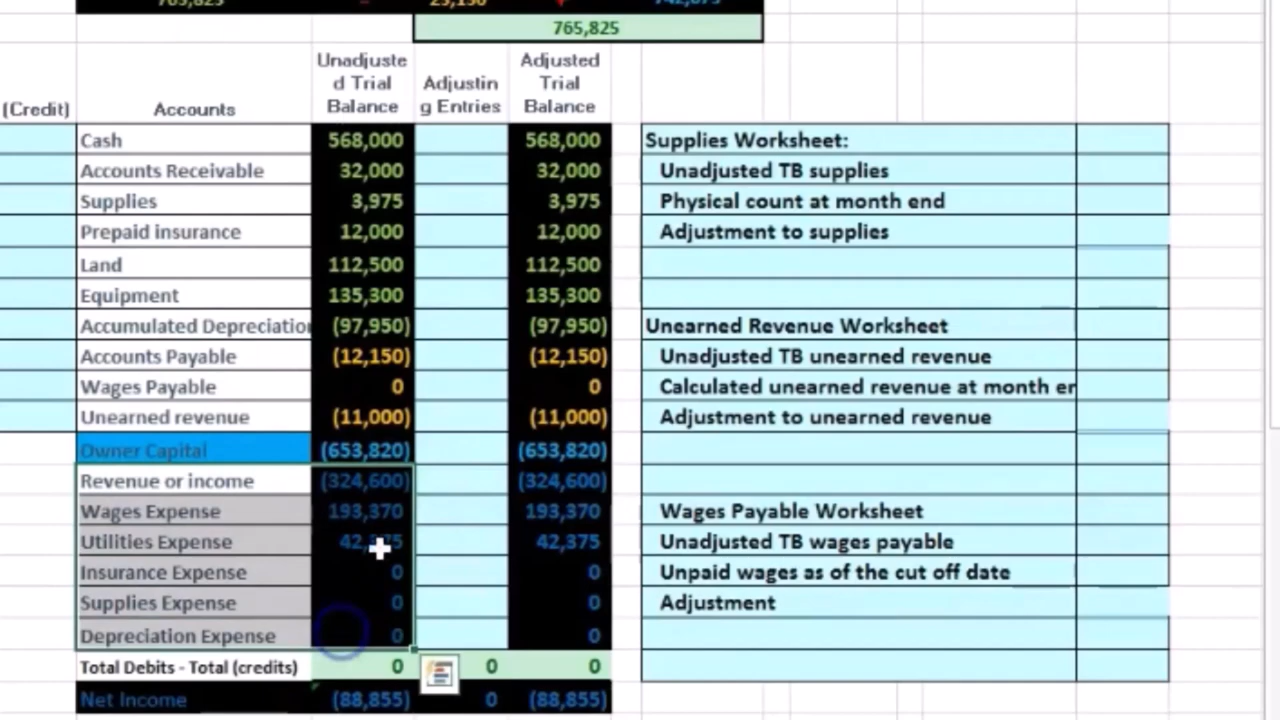 765,825
(Credit) Accounts Unadjuste d Trial Balance Adjustin g Entries Adjusted Trial Balance
Cash 568,000 568,000 Supplies Worksheet:
Accounts Receivable 32,000 32,000 Unadjusted TB supplies
Supplies 3,975 3,975 Physical count at month end
Prepaid insurance 12,000 12,000 Adjustment to supplies
Land 112,500 112,500
Equipment 135,300 135,300
Accumulated Depreciation (97,950) (97,950) Unearned Revenue Worksheet
Accounts Payable (12,150) (12,150) Unadjusted TB unearned revenue
Wages Payable 0 0 Calculated unearned revenue at month er
Unearned revenue (11,000) (11,000) Adjustment to unearned revenue
Owner Capital (653,820) (653,820)
Revenue or income (324,600) (324,600)
Wages Expense 193,370 193,370 Wages Payable Worksheet
Utilities Expense 42,375 Unadjusted TB wages payable
Insurance Expense 0 0 Unpaid wages as of the cut off date
Supplies Expense 0 0 Adjustment
Depreciation Expense 0 0
Total Debits - Total (credits) 0 0 0
Net Income (88,855) 0 (88,855)